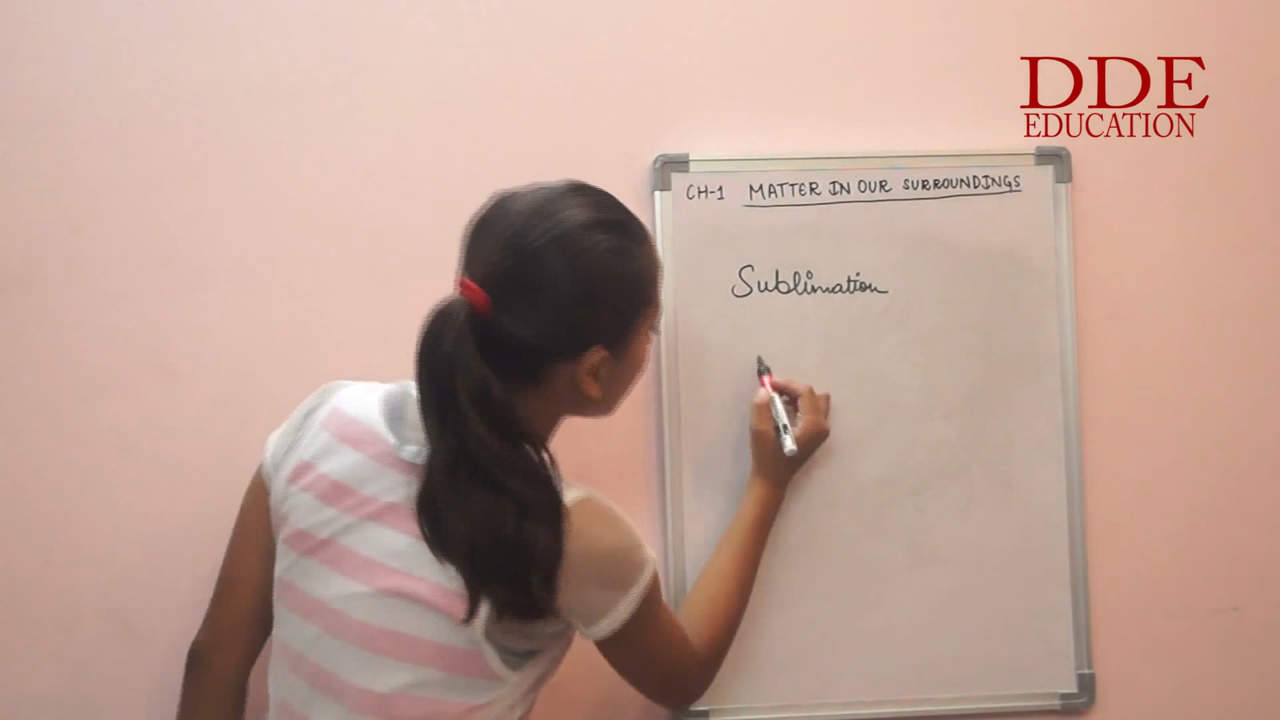 DDE
EDUCATION
CH-1 MATTER IN OUR SURROUNDINGS
Sublimation